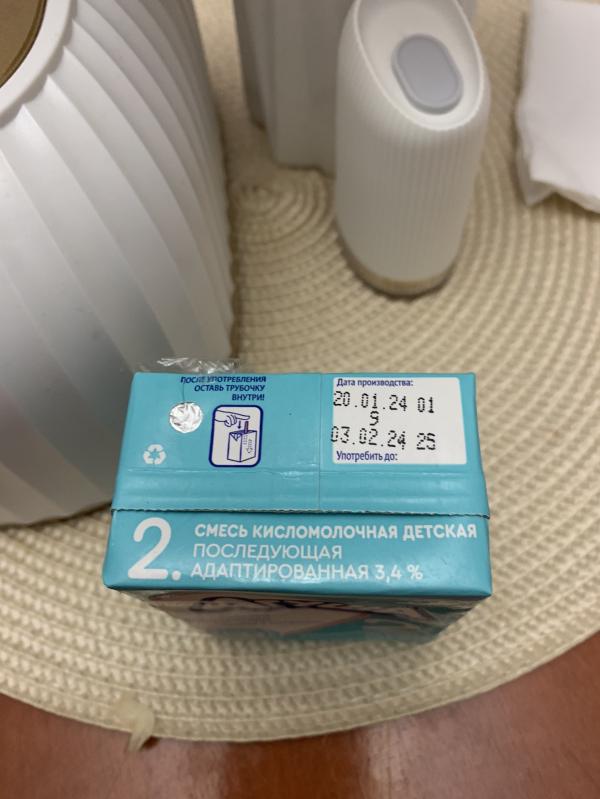 ПОСЛЕ УПОТРЕБЛЕНИЯ
ОСТАВЬ ТРУБОЧКУ
ВНУТРИ!
Дата производства:
20.01.24 01
9
03.02.24 25
Употребить до:
2. СМЕСЬ КИСЛОМОЛОЧНАЯ ДЕТСКАЯ
ПОСЛЕДУЮЩАЯ
АДАПТИРОВАННАЯ 3,4 %